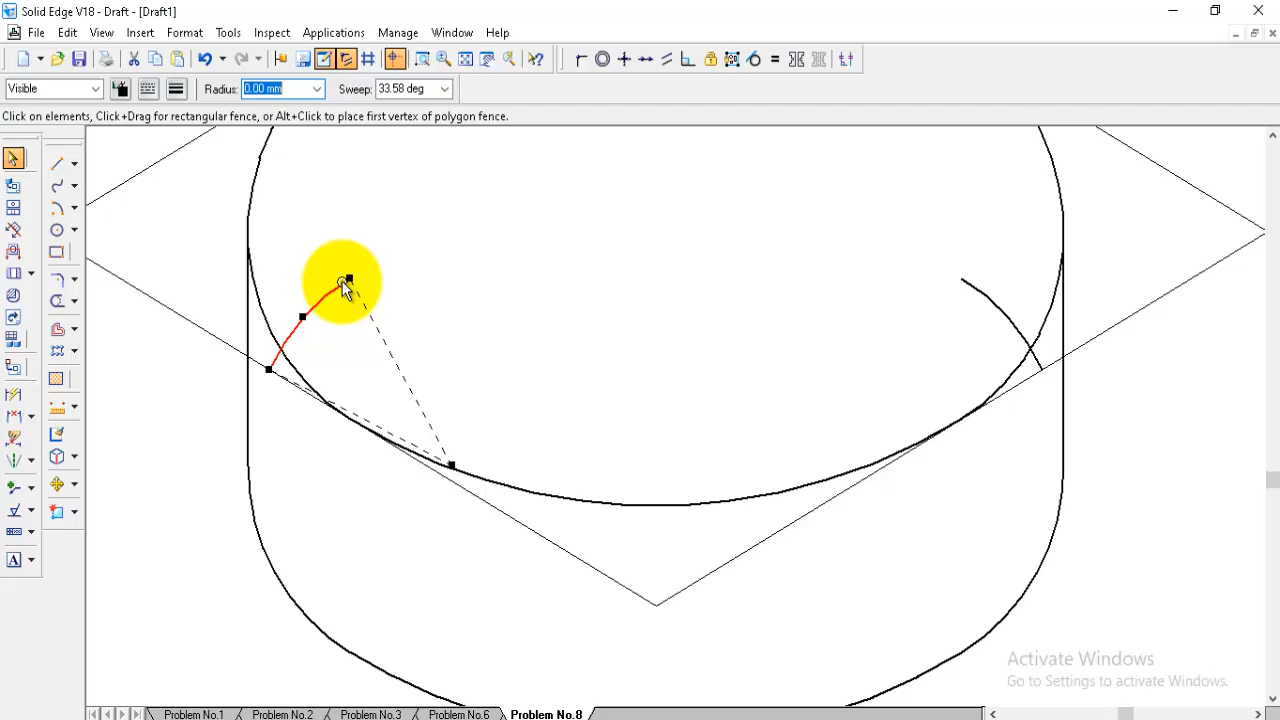 Solid Edge V18 - Draft - [Draft1]
File Edit View Insert Format Tools Inspect Applications Manage Window Help
Visible Radius: 0.00 mm Sweep: 33.58 deg
Click on elements, Click+Drag for rectangular fence, or Alt+Click to place first vertex of polygon fence.
Activate Windows
Go to Settings to activate Windows.
Problem No.1 Problem No.2 Problem No.3 Problem No.6 Problem No.8